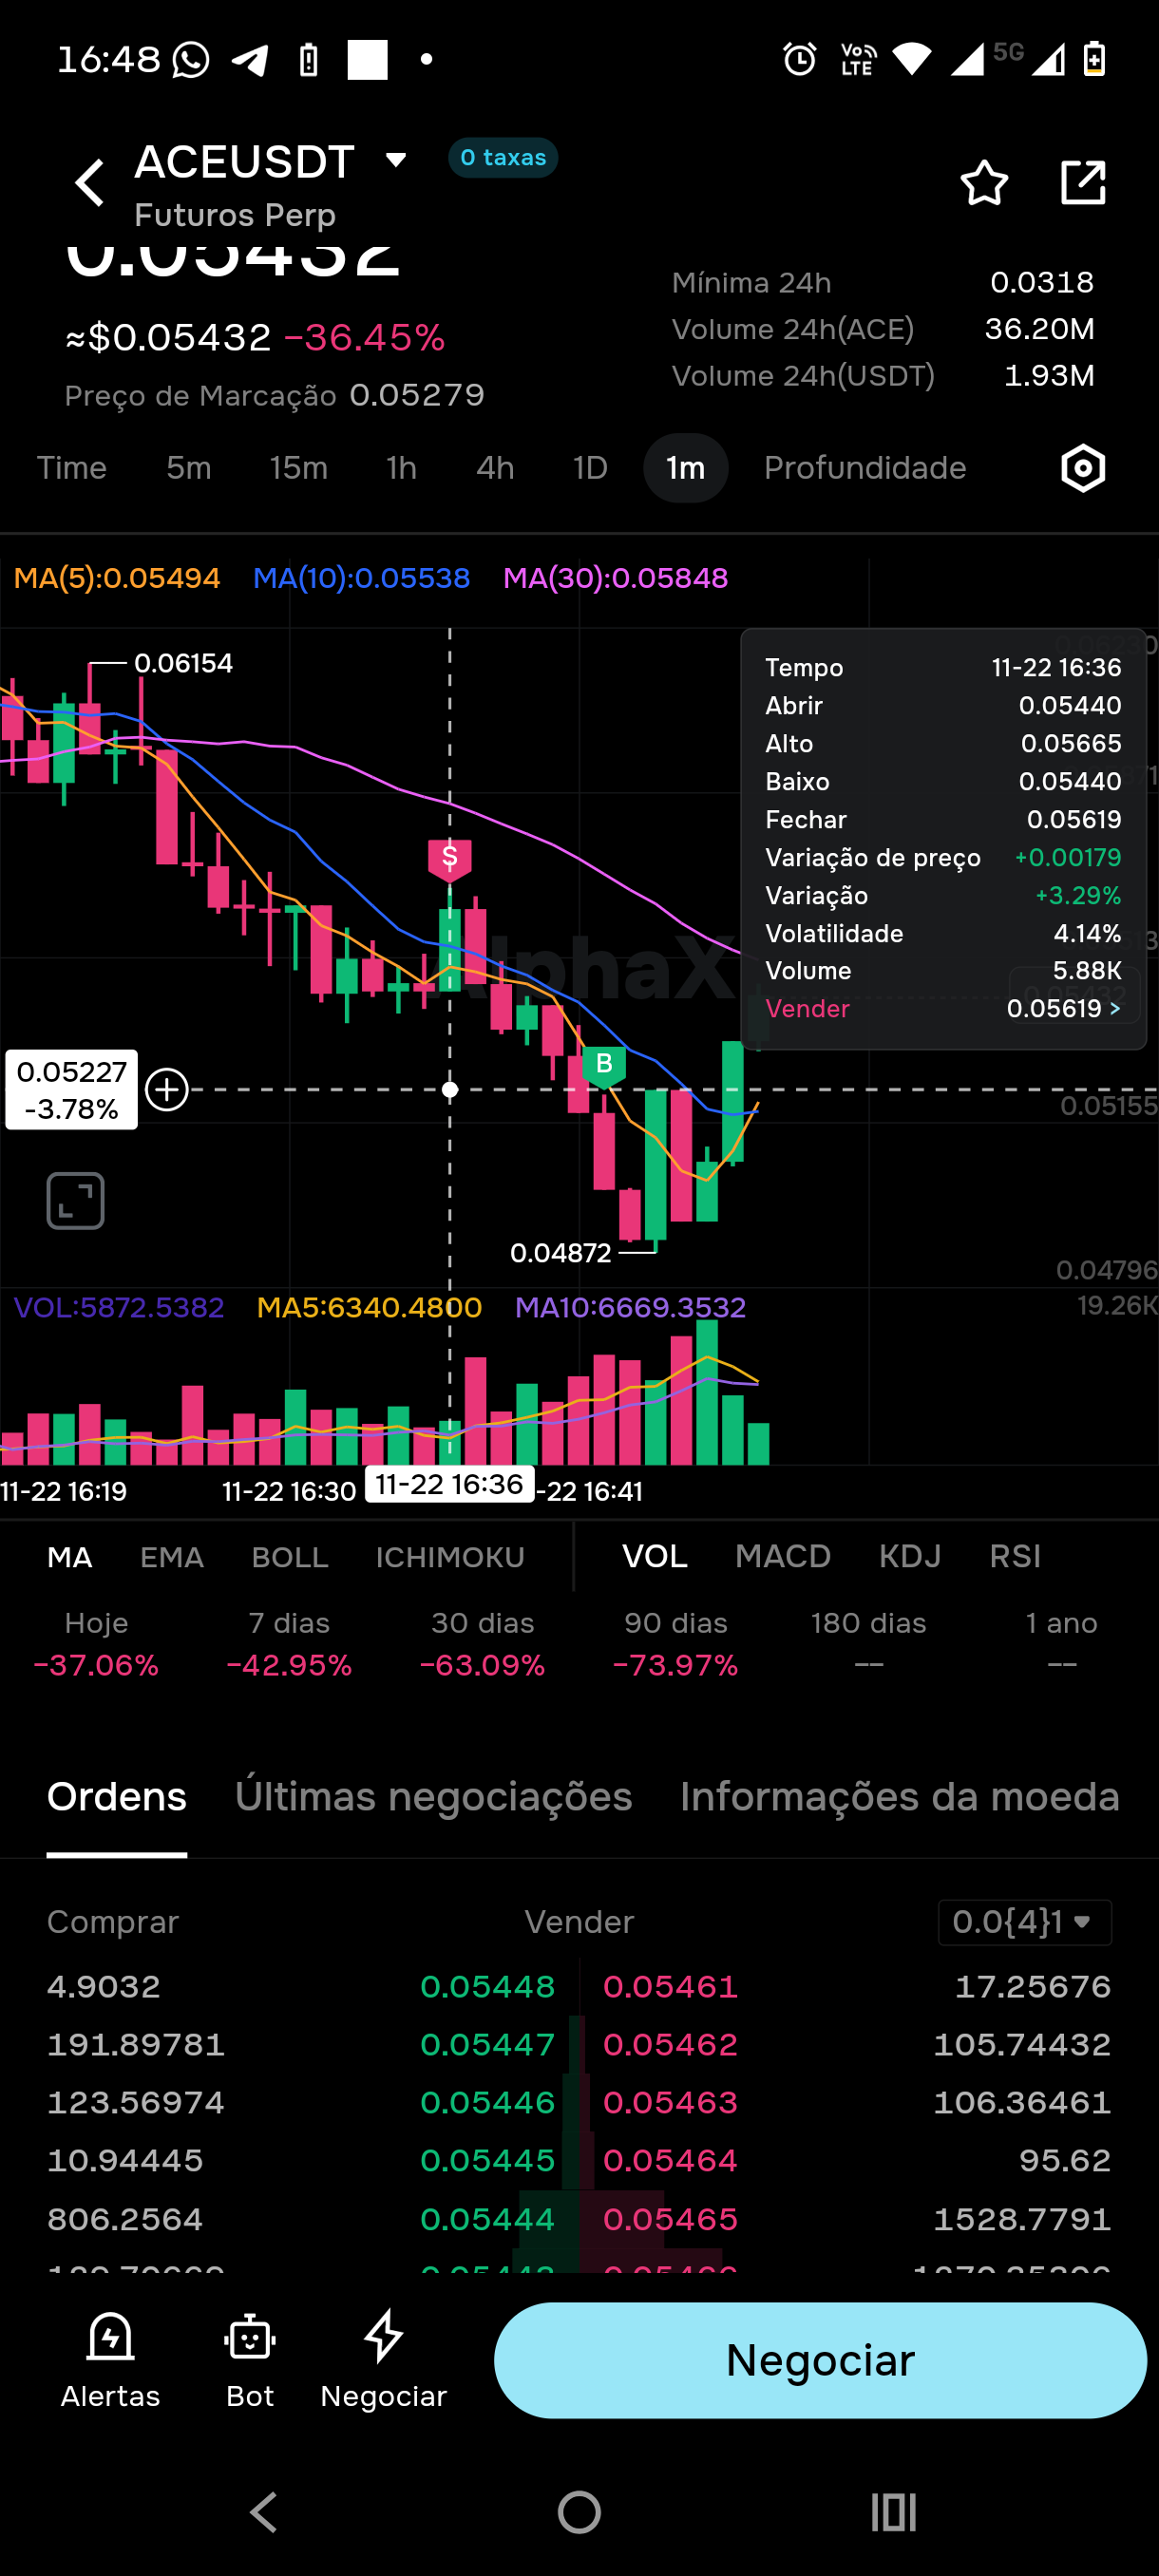 16:48
Vo
LTE
5G
ACEUSDT
0 taxas
Futuros Perp
0.05432
Mínima 24h 0.0318
≈$0.05432 -36.45%
Volume 24h(ACE) 36.20M
Volume 24h(USDT) 1.93M
Preço de Marcação 0.05279
Time 5m 15m 1h 4h 1D 1m Profundidade
MA(5):0.05494 MA(10):0.05538 MA(30):0.05848
0.06154
Tempo 11-22 16:36
Abrir 0.05440
Alto 0.05665
Baixo 0.05440
Fechar 0.05619
Variação de preço +0.00179
Variação +3.29%
Volatilidade 4.14%
Volume 5.88K
Vender 0.05619 >
0.06230
0.05432
S
AlphaX
B
0.05227
-3.78%
0.05155
0.04872
0.04796
VOL:5872.5382 MA5:6340.4800 MA10:6669.3532
19.26K
11-22 16:19 11-22 16:30 11-22 16:36 -22 16:41
MA EMA BOLL ICHIMOKU VOL MACD KDJ RSI
Hoje 7 dias 30 dias 90 dias 180 dias 1 ano
-37.06% -42.95% -63.09% -73.97% -- --
Ordens Últimas negociações Informações da moeda
Comprar Vender 0.0{4}1
4.9032 0.05448 0.05461 17.25676
191.89781 0.05447 0.05462 105.74432
123.56974 0.05446 0.05463 106.36461
10.94445 0.05445 0.05464 95.62
806.2564 0.05444 0.05465 1528.7791
Alertas Bot Negociar Negociar